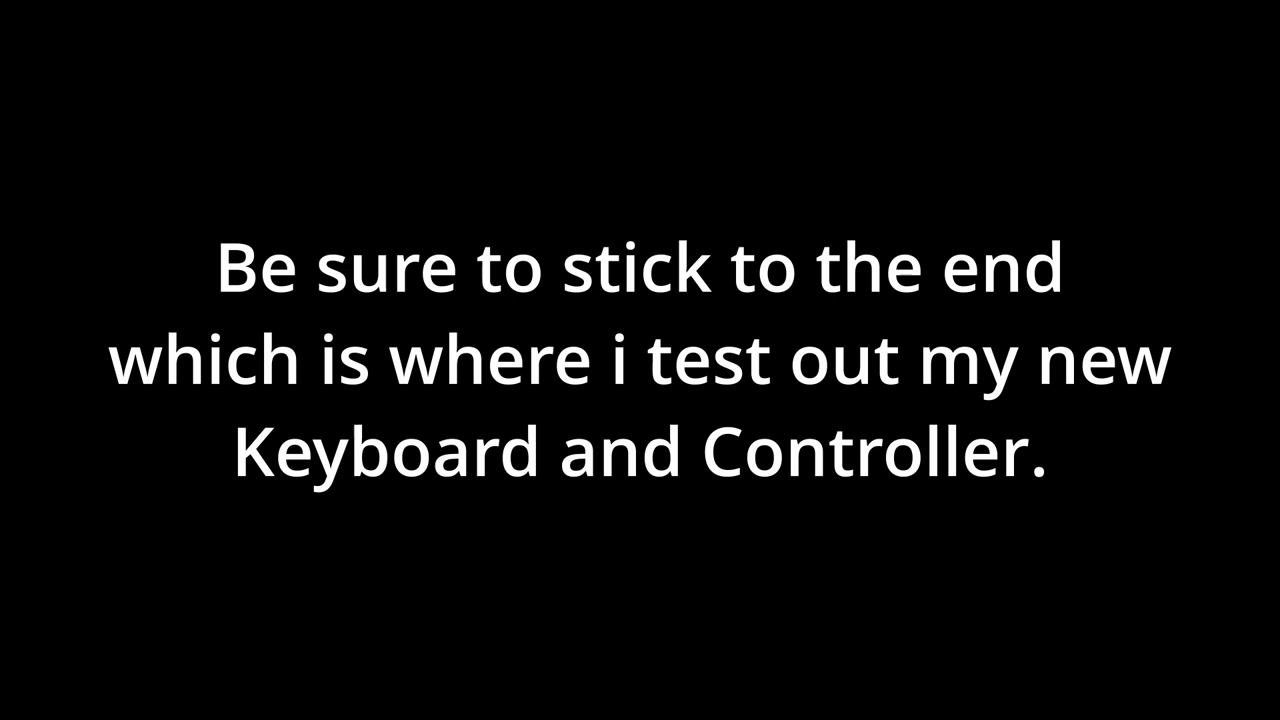 Be sure to stick to the end
which is where i test out my new
Keyboard and Controller.